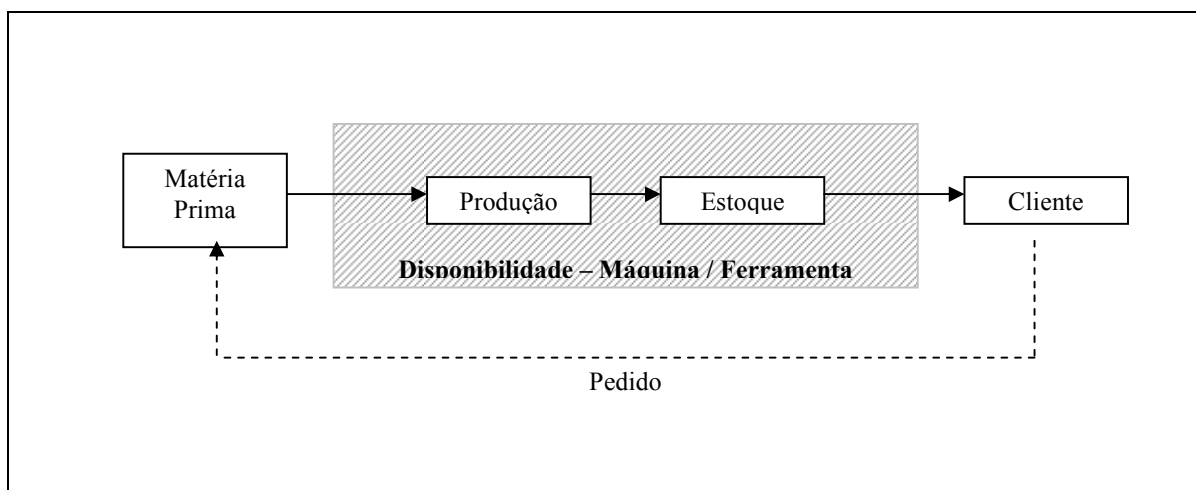 Matéria
Prima
Produção
Estoque
Cliente
Disponibilidade – Máquina / Ferramenta
Pedido